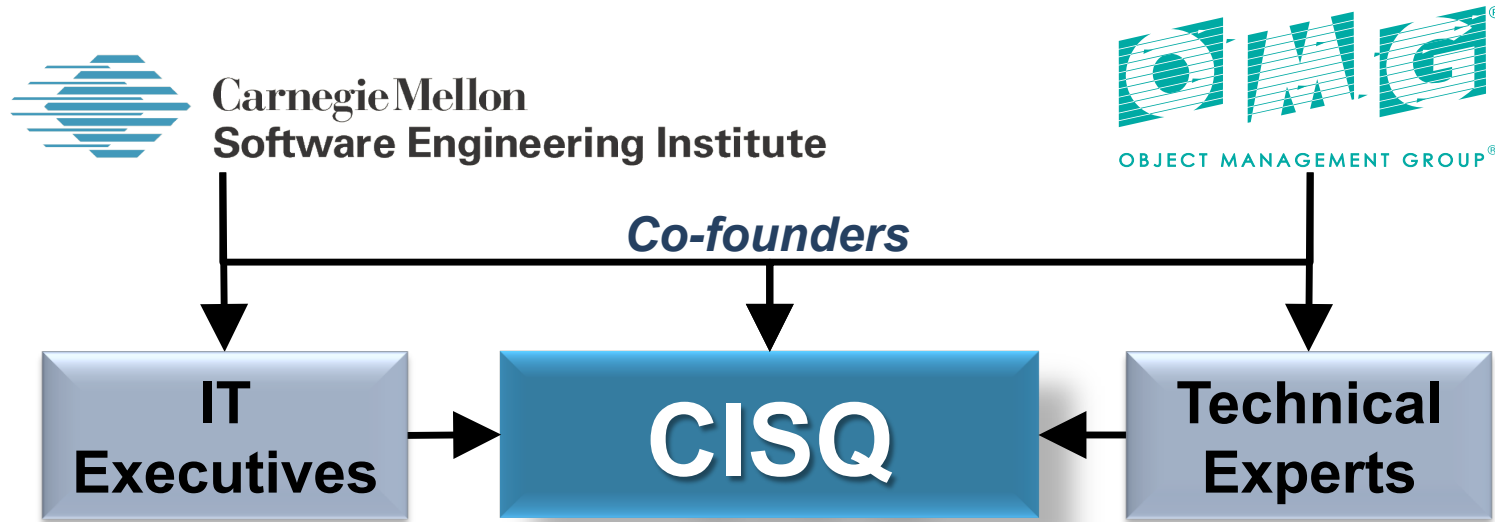 OMG®
Carnegie Mellon
Software Engineering Institute
OBJECT MANAGEMENT GROUP®
Co-founders
IT
Executives
CISQ
Technical
Experts